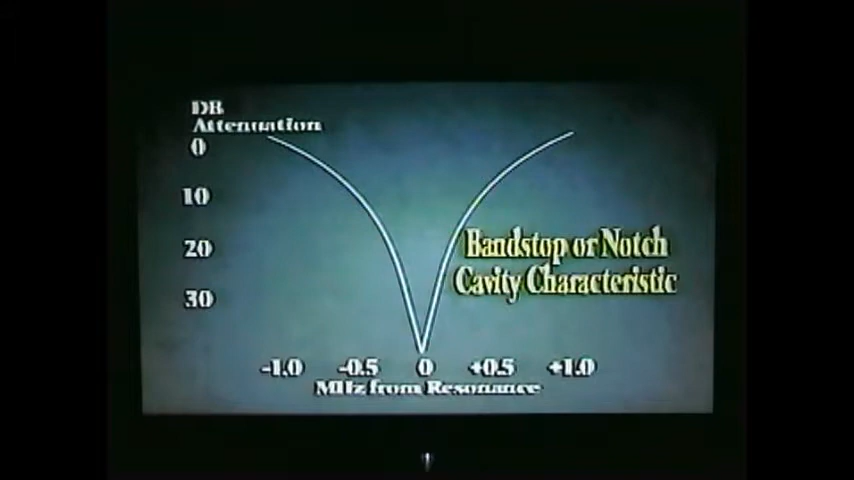 DB
Attenuation
0
10
20
30
Bandstop or Notch
Cavity Characteristic
-1.0 -0.5 0 +0.5 +1.0
MHz from Resonance